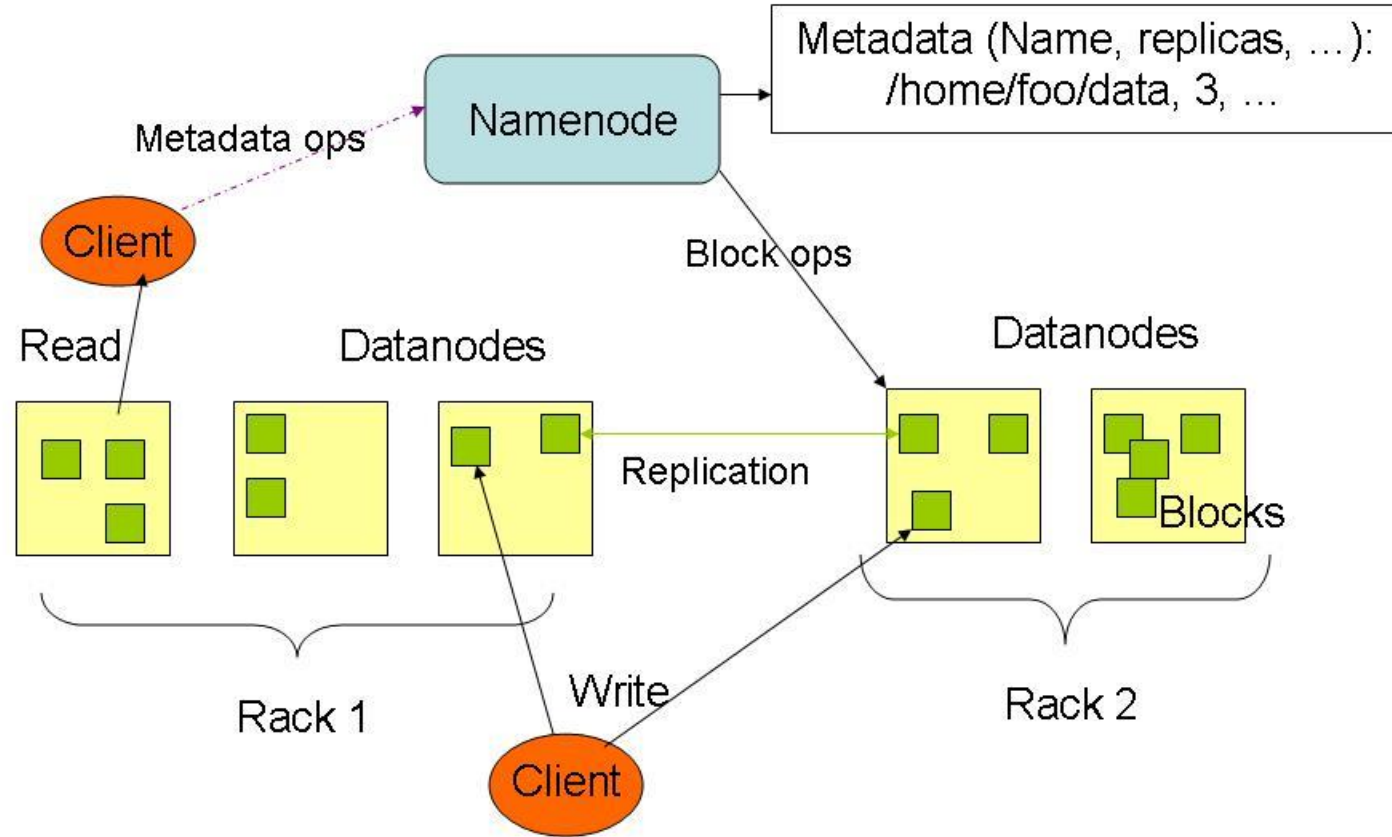 Metadata (Name, replicas, …):
/home/foo/data, 3, …
Namenode
Metadata ops
Client
Block ops
Read
Datanodes
Datanodes
Replication
Blocks
Rack 1
Write
Rack 2
Client